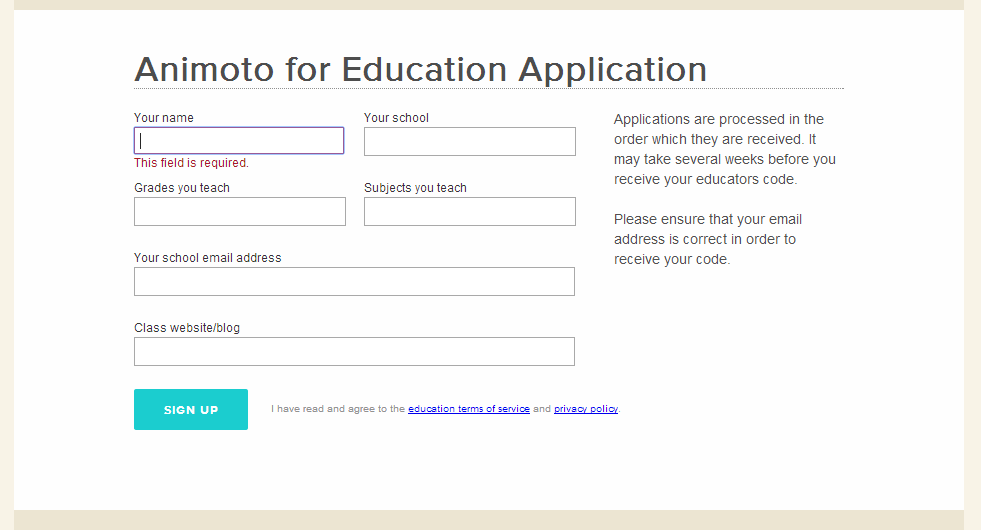 Animoto for Education Application
Your name
Your school
This field is required.
Grades you teach
Subjects you teach
Your school email address
Class website/blog
SIGN UP
I have read and agree to the education terms of service and privacy policy.
Applications are processed in the
order which they are received. It
may take several weeks before you
receive your educators code.
Please ensure that your email
address is correct in order to
receive your code.